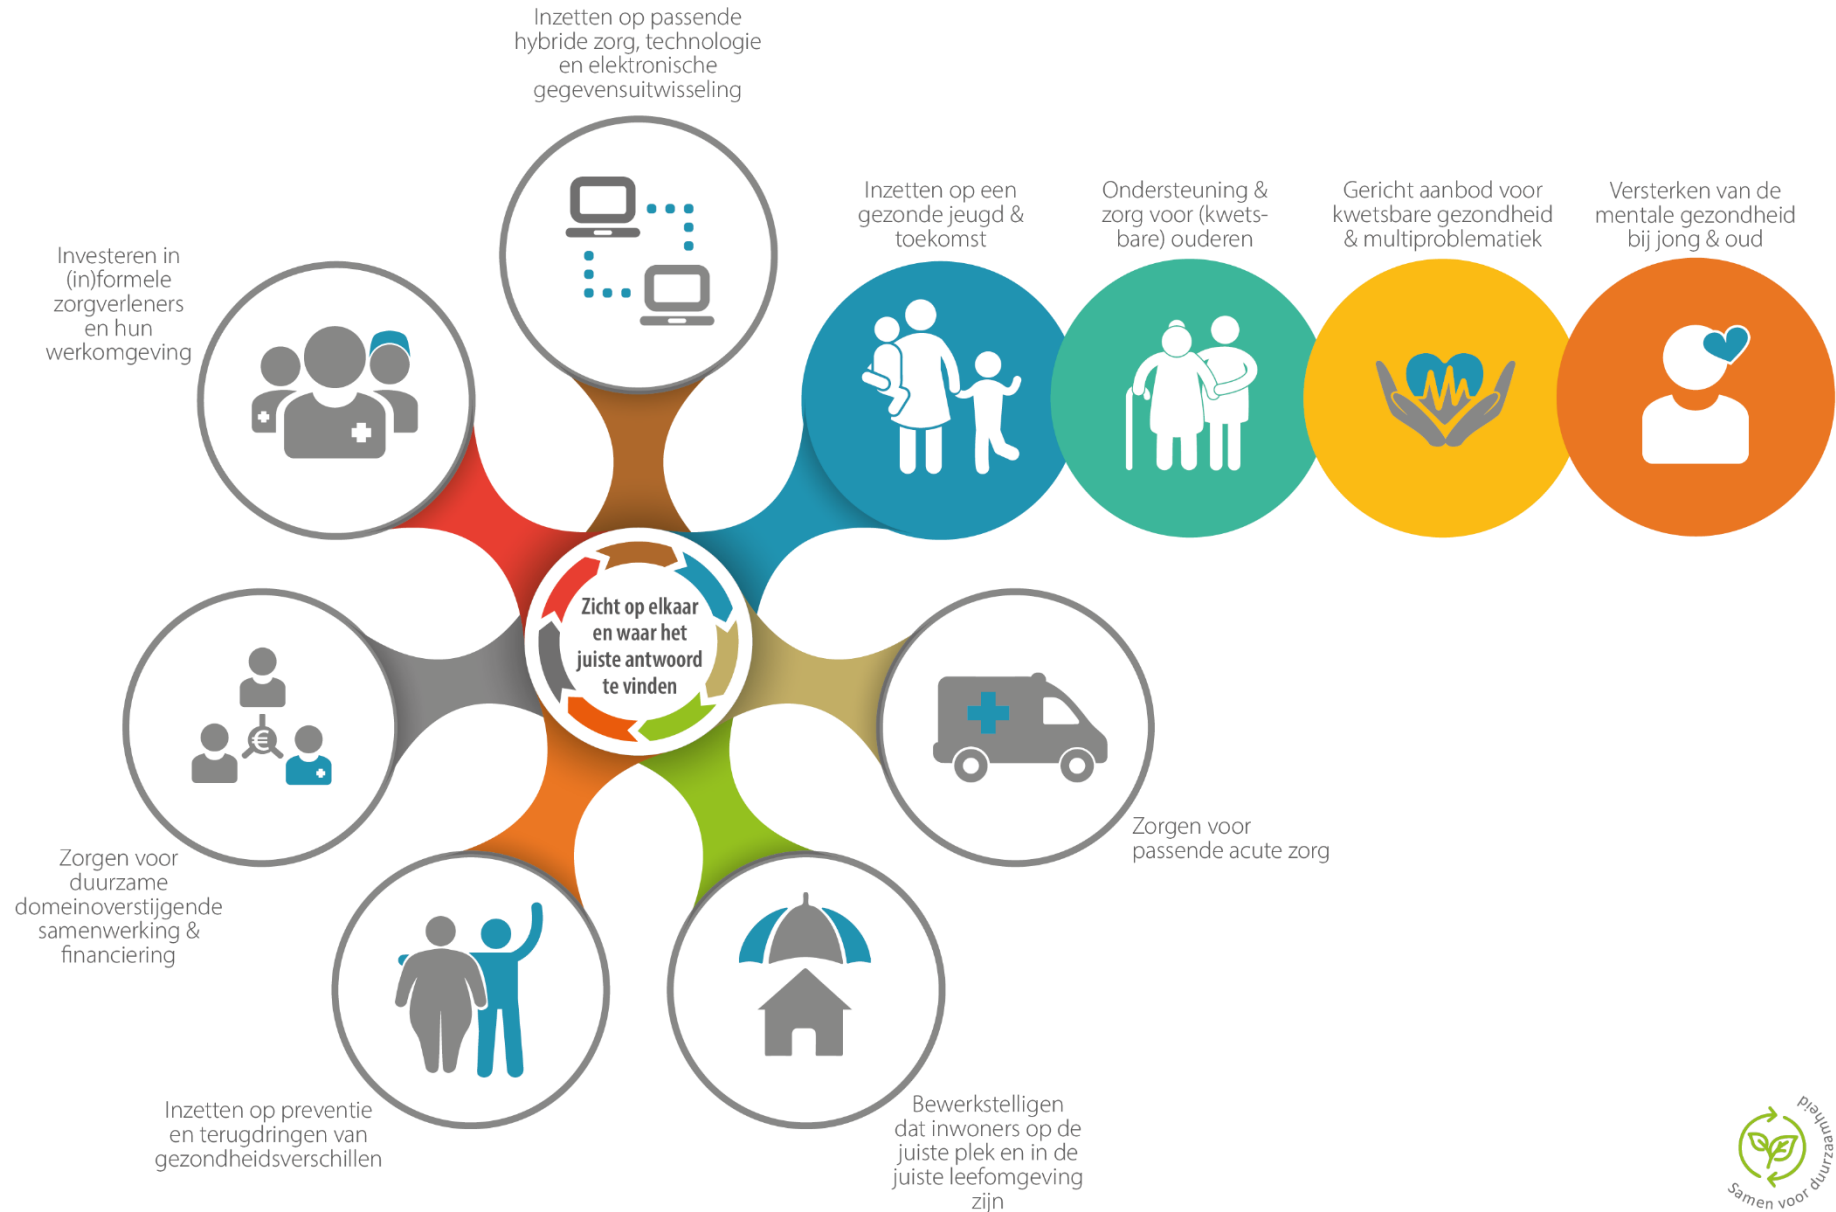 Inzetten op passende
hybride zorg, technologie
en elektronische
gegevensuitwisseling
Inzetten op een
gezonde jeugd &
toekomst
Ondersteuning &
zorg voor (kwets-
bare) ouderen
Gericht aanbod voor
kwetsbare gezondheid
& multiproblematiek
Versterken van de
mentale gezondheid
bij jong & oud
Investeren in
(in)formele
zorgverleners
en hun
werkomgeving
Zicht op elkaar
en waar het
juiste antwoord
te vinden
€
Zorgen voor
passende acute zorg
Zorgen voor
duurzame
domeinoverstijgende
samenwerking &
financiering
Inzetten op preventie
en terugdringen van
gezondheidsverschillen
Bewerkstelligen
dat inwoners op de
juiste plek en in de
juiste leefomgeving
zijn
Samen voor duurzaamheid